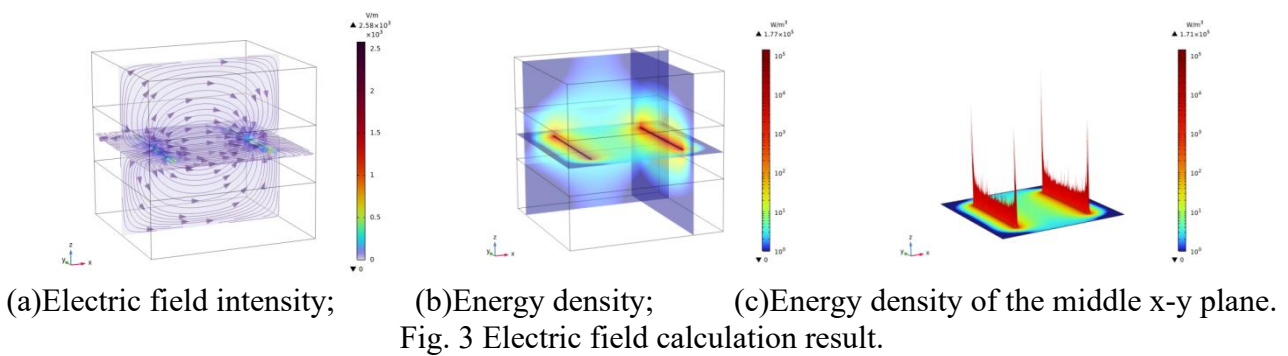 V/m
▲ 2.58×10³
×10³
2.5
2
1.5
1
0.5
0
▼ 0
z
y
x
W/m³
▲ 1.77×10⁵
10⁵
10⁴
10³
10²
10¹
10⁰
▼ 0
z
y
x
W/m³
▲ 1.71×10⁵
10⁵
10⁴
10³
10²
10¹
10⁰
▼ 0
z
y
x
(a)Electric field intensity; (b)Energy density; (c)Energy density of the middle x-y plane.
Fig. 3 Electric field calculation result.